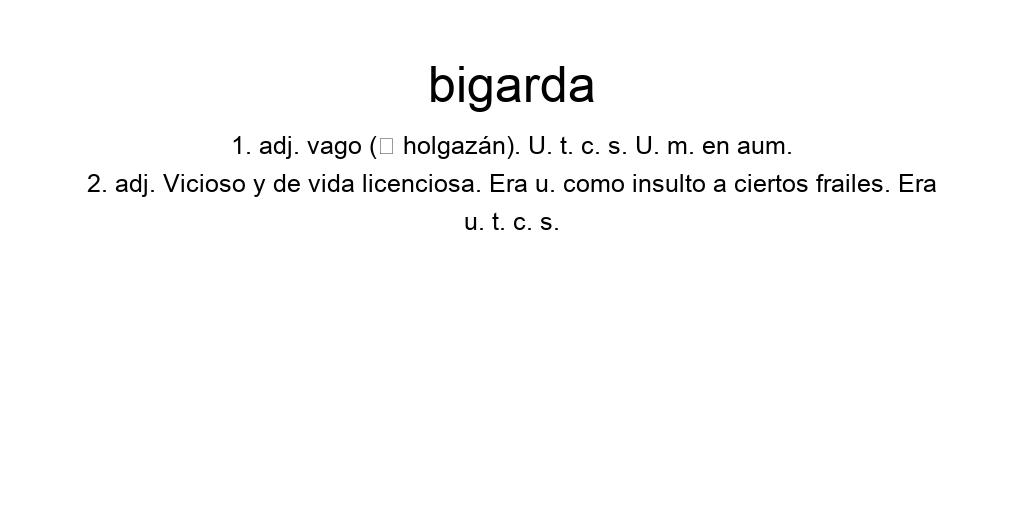 bigarda
1. adj. vago (□ holgazán). U. t. c. s. U. m. en aum.
2. adj. Vicioso y de vida licenciosa. Era u. como insulto a ciertos frailes. Era
u. t. c. s.